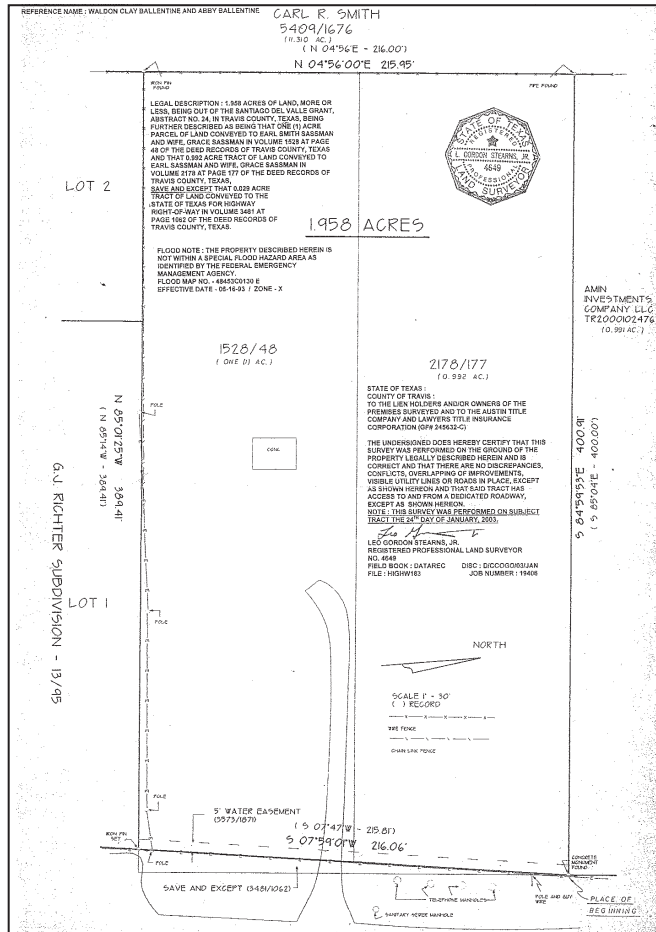 REFERENCE NAME : WALDON CLAY BALLENTINE AND ABBY BALLENTINE
CARL R. SMITH
5409/1676
(11.310 AC.)
( N 04°56'E - 216.00')
N 04°56'00"E 215.95'
IRON PIN
FOUND
PIPE FOUND
LEGAL DESCRIPTION : 1.958 ACRES OF LAND, MORE OR
LESS, BEING OUT OF THE SANTIAGO DEL VALLE GRANT,
ABSTRACT NO. 24, IN TRAVIS COUNTY, TEXAS, BEING
FURTHER DESCRIBED AS BEING THAT ONE (1) ACRE
PARCEL OF LAND CONVEYED TO EARL SMITH SASSMAN
AND WIFE, GRACE SASSMAN IN VOLUME 1528 AT PAGE
48 OF THE DEED RECORDS OF TRAVIS COUNTY, TEXAS
AND THAT 0.992 ACRE TRACT OF LAND CONVEYED TO
EARL SASSMAN AND WIFE, GRACE SASSMAN IN
VOLUME 2178 AT PAGE 177 OF THE DEED RECORDS OF
TRAVIS COUNTY, TEXAS,
SAVE AND EXCEPT THAT 0.029 ACRE
TRACT OF LAND CONVEYED TO THE
STATE OF TEXAS FOR HIGHWAY
RIGHT-OF-WAY IN VOLUME 3481 AT
PAGE 1062 OF THE DEED RECORDS OF
TRAVIS COUNTY, TEXAS.
STATE OF TEXAS
REGISTERED
L. GORDON STEARNS, JR.
4649
PROFESSIONAL
LAND SURVEYOR
LOT 2
1.958 ACRES
FLOOD NOTE : THE PROPERTY DESCRIBED HEREIN IS
NOT WITHIN A SPECIAL FLOOD HAZARD AREA AS
IDENTIFIED BY THE FEDERAL EMERGENCY
MANAGEMENT AGENCY.
FLOOD MAP NO. - 48453C0130 E
EFFECTIVE DATE - 06-16-93 / ZONE - X
AMIN
INVESTMENTS
COMPANY LLC
TR2000102476
(0.991 AC.)
1528/48
( ONE (1) AC. )
2178/177
(0.992 AC.)
STATE OF TEXAS :
COUNTY OF TRAVIS :
TO THE LIEN HOLDERS AND/OR OWNERS OF THE
PREMISES SURVEYED AND TO THE AUSTIN TITLE
COMPANY AND LAWYERS TITLE INSURANCE
CORPORATION (GF# 245632-C)
THE UNDERSIGNED DOES HEREBY CERTIFY THAT THIS
SURVEY WAS PERFORMED ON THE GROUND OF THE
PROPERTY LEGALLY DESCRIBED HEREIN AND IS
CORRECT AND THAT THERE ARE NO DISCREPANCIES,
CONFLICTS, OVERLAPPING OF IMPROVEMENTS,
VISIBLE UTILITY LINES OR ROADS IN PLACE, EXCEPT
AS SHOWN HEREON AND THAT SAID TRACT HAS
ACCESS TO AND FROM A DEDICATED ROADWAY,
EXCEPT AS SHOWN HEREON.
NOTE : THIS SURVEY WAS PERFORMED ON SUBJECT
TRACT THE 24TH DAY OF JANUARY, 2003.
LEO GORDON STEARNS, JR.
REGISTERED PROFESSIONAL LAND SURVEYOR
NO. 4649
FIELD BOOK : DATAREC DISC : D/CCOGO/03/JAN
FILE : HIGHW183 JOB NUMBER : 19408
POLE
CONC.
N 85°01'25"W 389.41'
( N 85°14'W - 389.41')
S 84°59'53"E 400.91'
( S 85°04'E - 400.00')
G.J. RICHTER SUBDIVISION - 13/95
LOT 1
POLE
NORTH
SCALE 1" - 30'
( ) RECORD
WIRE FENCE
CHAIN LINK FENCE
POLE
5' WATER EASEMENT
(5573/1871)
( S 07°47'W - 215.81')
S 07°59'01"W 216.06'
IRON PIN
SET
POLE
CONCRETE
MONUMENT
FOUND
SAVE AND EXCEPT (3481/1062)
TELEPHONE MANHOLES
POLE AND GUY
WIRE
PLACE OF
BEGINNING
SANITARY SEWER MANHOLE